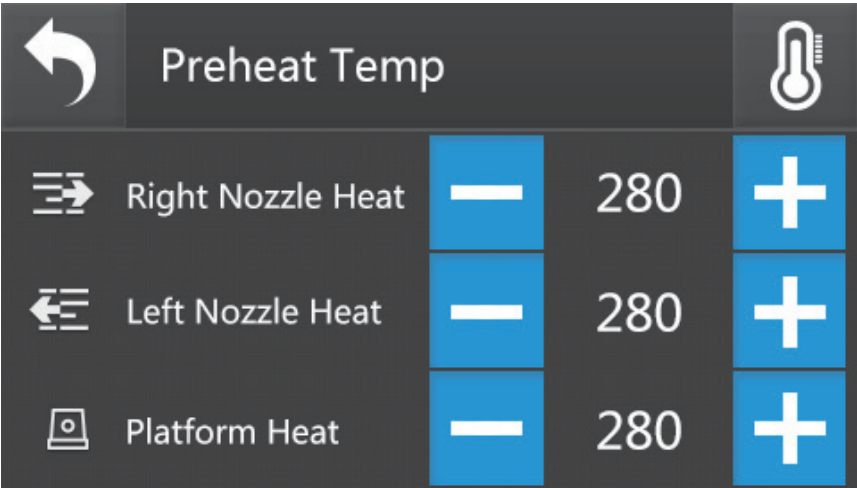 Preheat Temp
Right Nozzle Heat 280
Left Nozzle Heat 280
Platform Heat 280